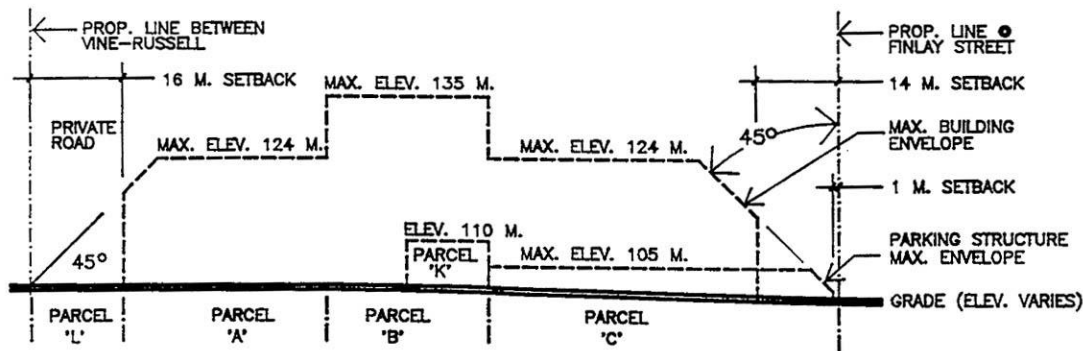 PROP. LINE BETWEEN
VINE-RUSSELL
PROP. LINE @
FINLAY STREET
16 M. SETBACK
MAX. ELEV. 135 M.
14 M. SETBACK
PRIVATE
ROAD
MAX. ELEV. 124 M.
MAX. ELEV. 124 M.
45°
MAX. BUILDING
ENVELOPE
1 M. SETBACK
45°
ELEV. 110 M.
PARCEL
"K"
MAX. ELEV. 105 M.
PARKING STRUCTURE
MAX. ENVELOPE
GRADE (ELEV. VARIES)
PARCEL
"L"
PARCEL
"A"
PARCEL
"B"
PARCEL
"C"